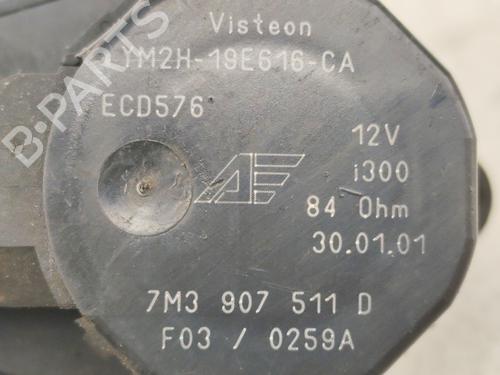 Visteon
YM2H-19E616-CA
ECD576
12V
i300
84 Ohm
30.01.01
7M3 907 511 D
F03 / 0259A
B-PARTS